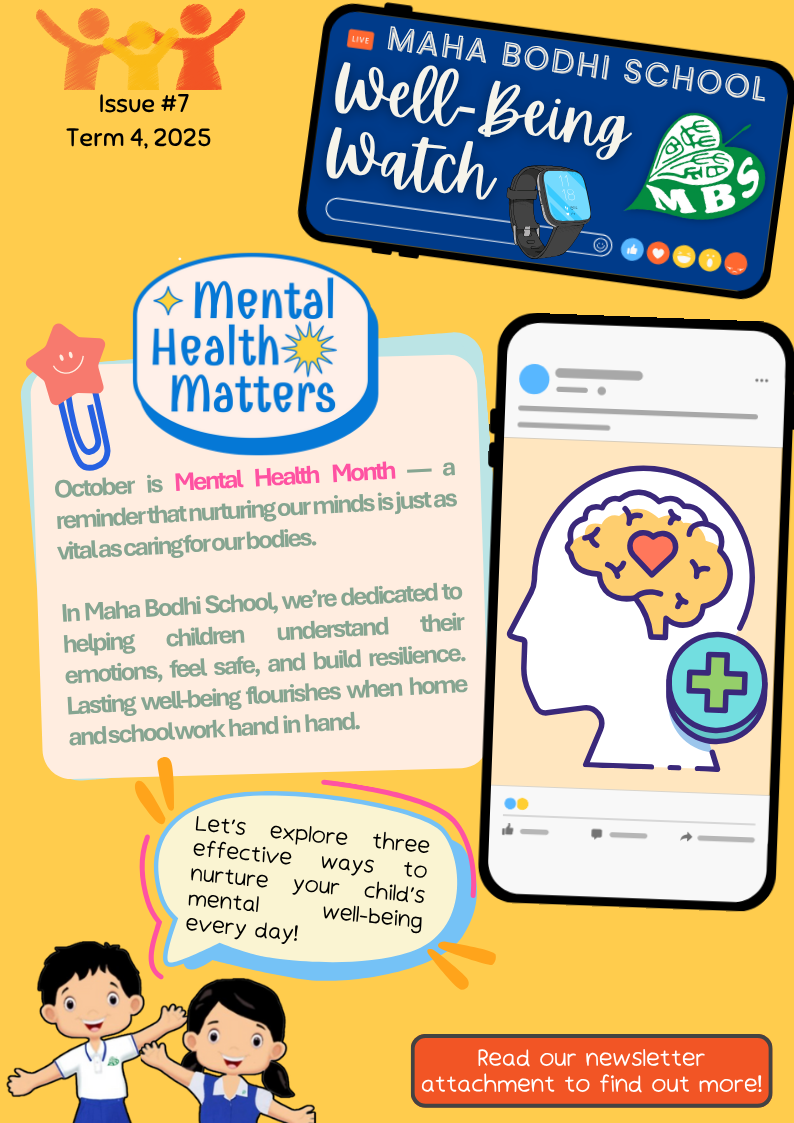 Issue #7
Term 4, 2025
LIVE
MAHA BODHI SCHOOL
Well-Being
Watch
MBS
Mental
Health
Matters
October is Mental Health Month — a
reminder that nurturing our minds is just as
vital as caring for our bodies.
In Maha Bodhi School, we're dedicated to
helping children understand their
emotions, feel safe, and build resilience.
Lasting well-being flourishes when home
and school work hand in hand.
Let's explore three
effective ways to
nurture your child's
mental well-being
every day!
Read our newsletter
attachment to find out more!